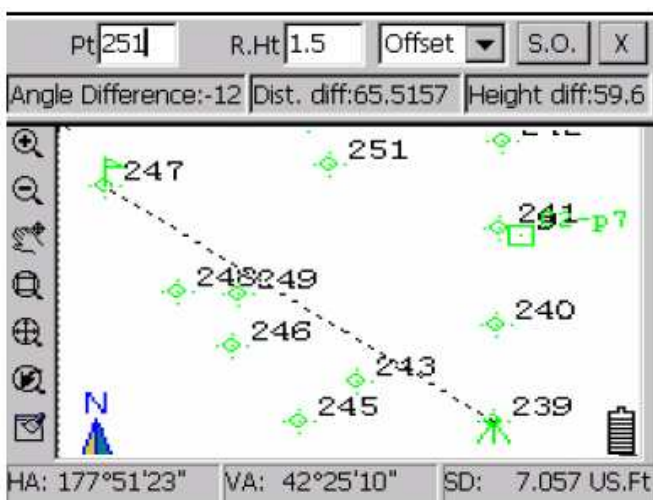 Pt 251 R.Ht 1.5 Offset S.O. X
Angle Difference:-12 Dist. diff:65.5157 Height diff:59.6
251
247
241
248 249
240
246
243
245
239
N
HA: 177°51'23" VA: 42°25'10" SD: 7.057 US.Ft